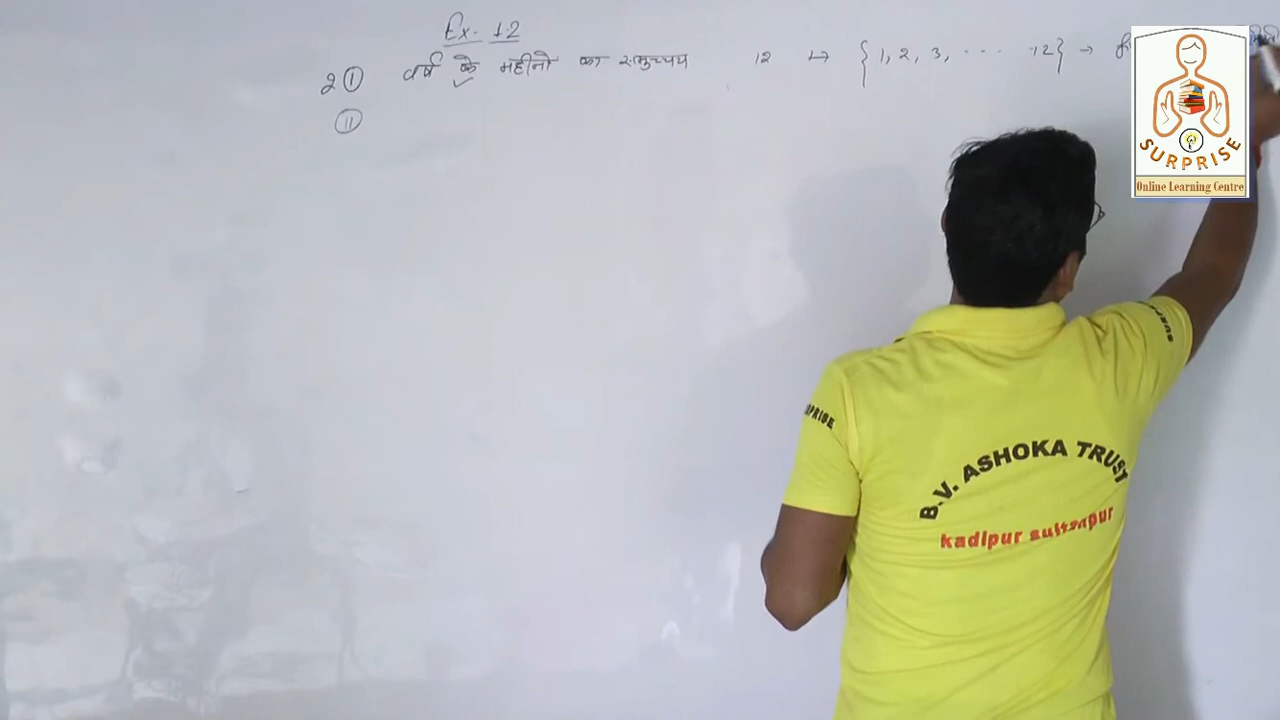 Ex. 1.2
2 (i) वर्ष के महीनो का समुच्चय 12 ↦ {1, 2, 3, ... 12} →
(ii)
SURPRISE
Online Learning Centre
SURPRISE
B.V. ASHOKA TRUST
kadipur sultanpur